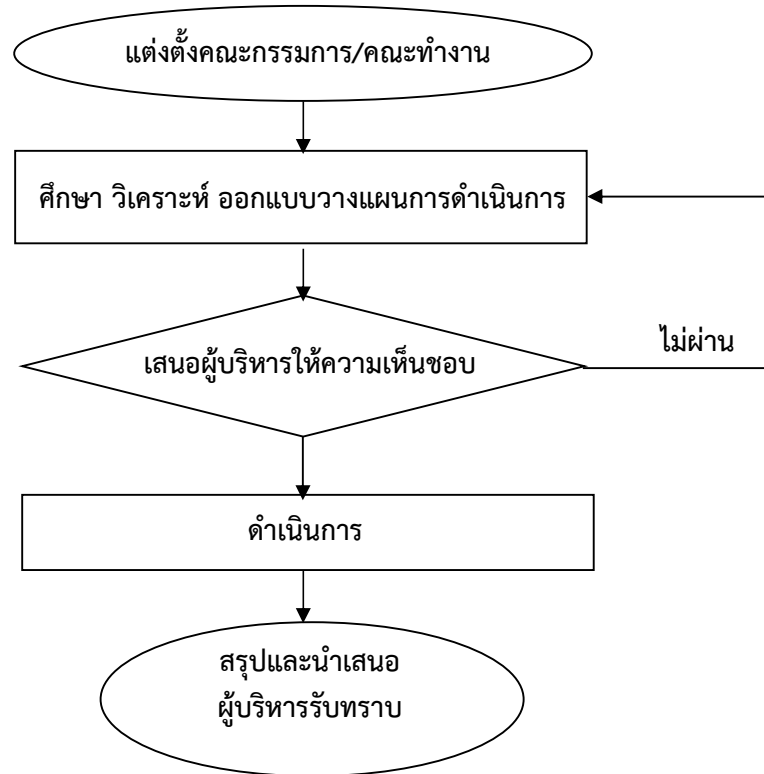 แต่งตั้งคณะกรรมการ/คณะทำงาน
ศึกษา วิเคราะห์ ออกแบบวางแผนการดำเนินการ
เสนอผู้บริหารให้ความเห็นชอบ
ไม่ผ่าน
ดำเนินการ
สรุปและนำเสนอ
ผู้บริหารรับทราบ